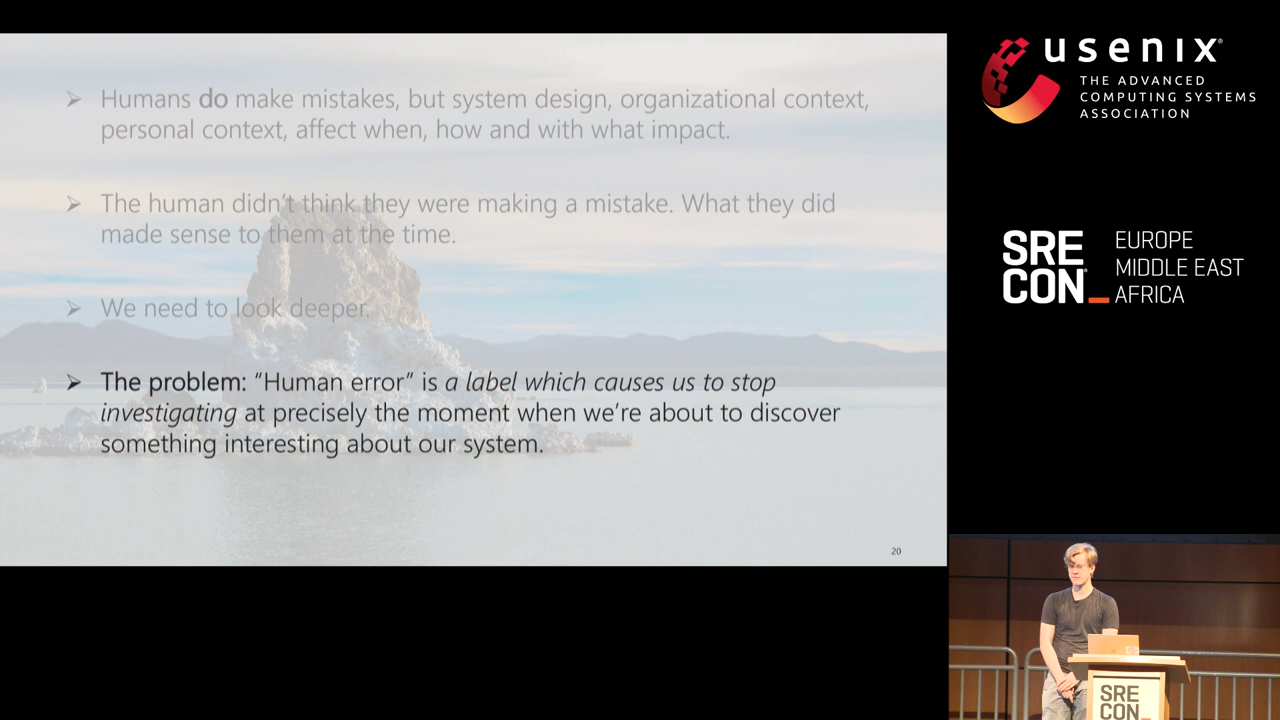 Humans do make mistakes, but system design, organizational context,
personal context, affect when, how and with what impact.
The human didn't think they were making a mistake. What they did
made sense to them at the time.
We need to look deeper.
The problem: “Human error” is a label which causes us to stop
investigating at precisely the moment when we're about to discover
something interesting about our system.
20
usenix®
THE ADVANCED
COMPUTING SYSTEMS
ASSOCIATION
SRE
CON
EUROPE
MIDDLE EAST
AFRICA
SRE
CON